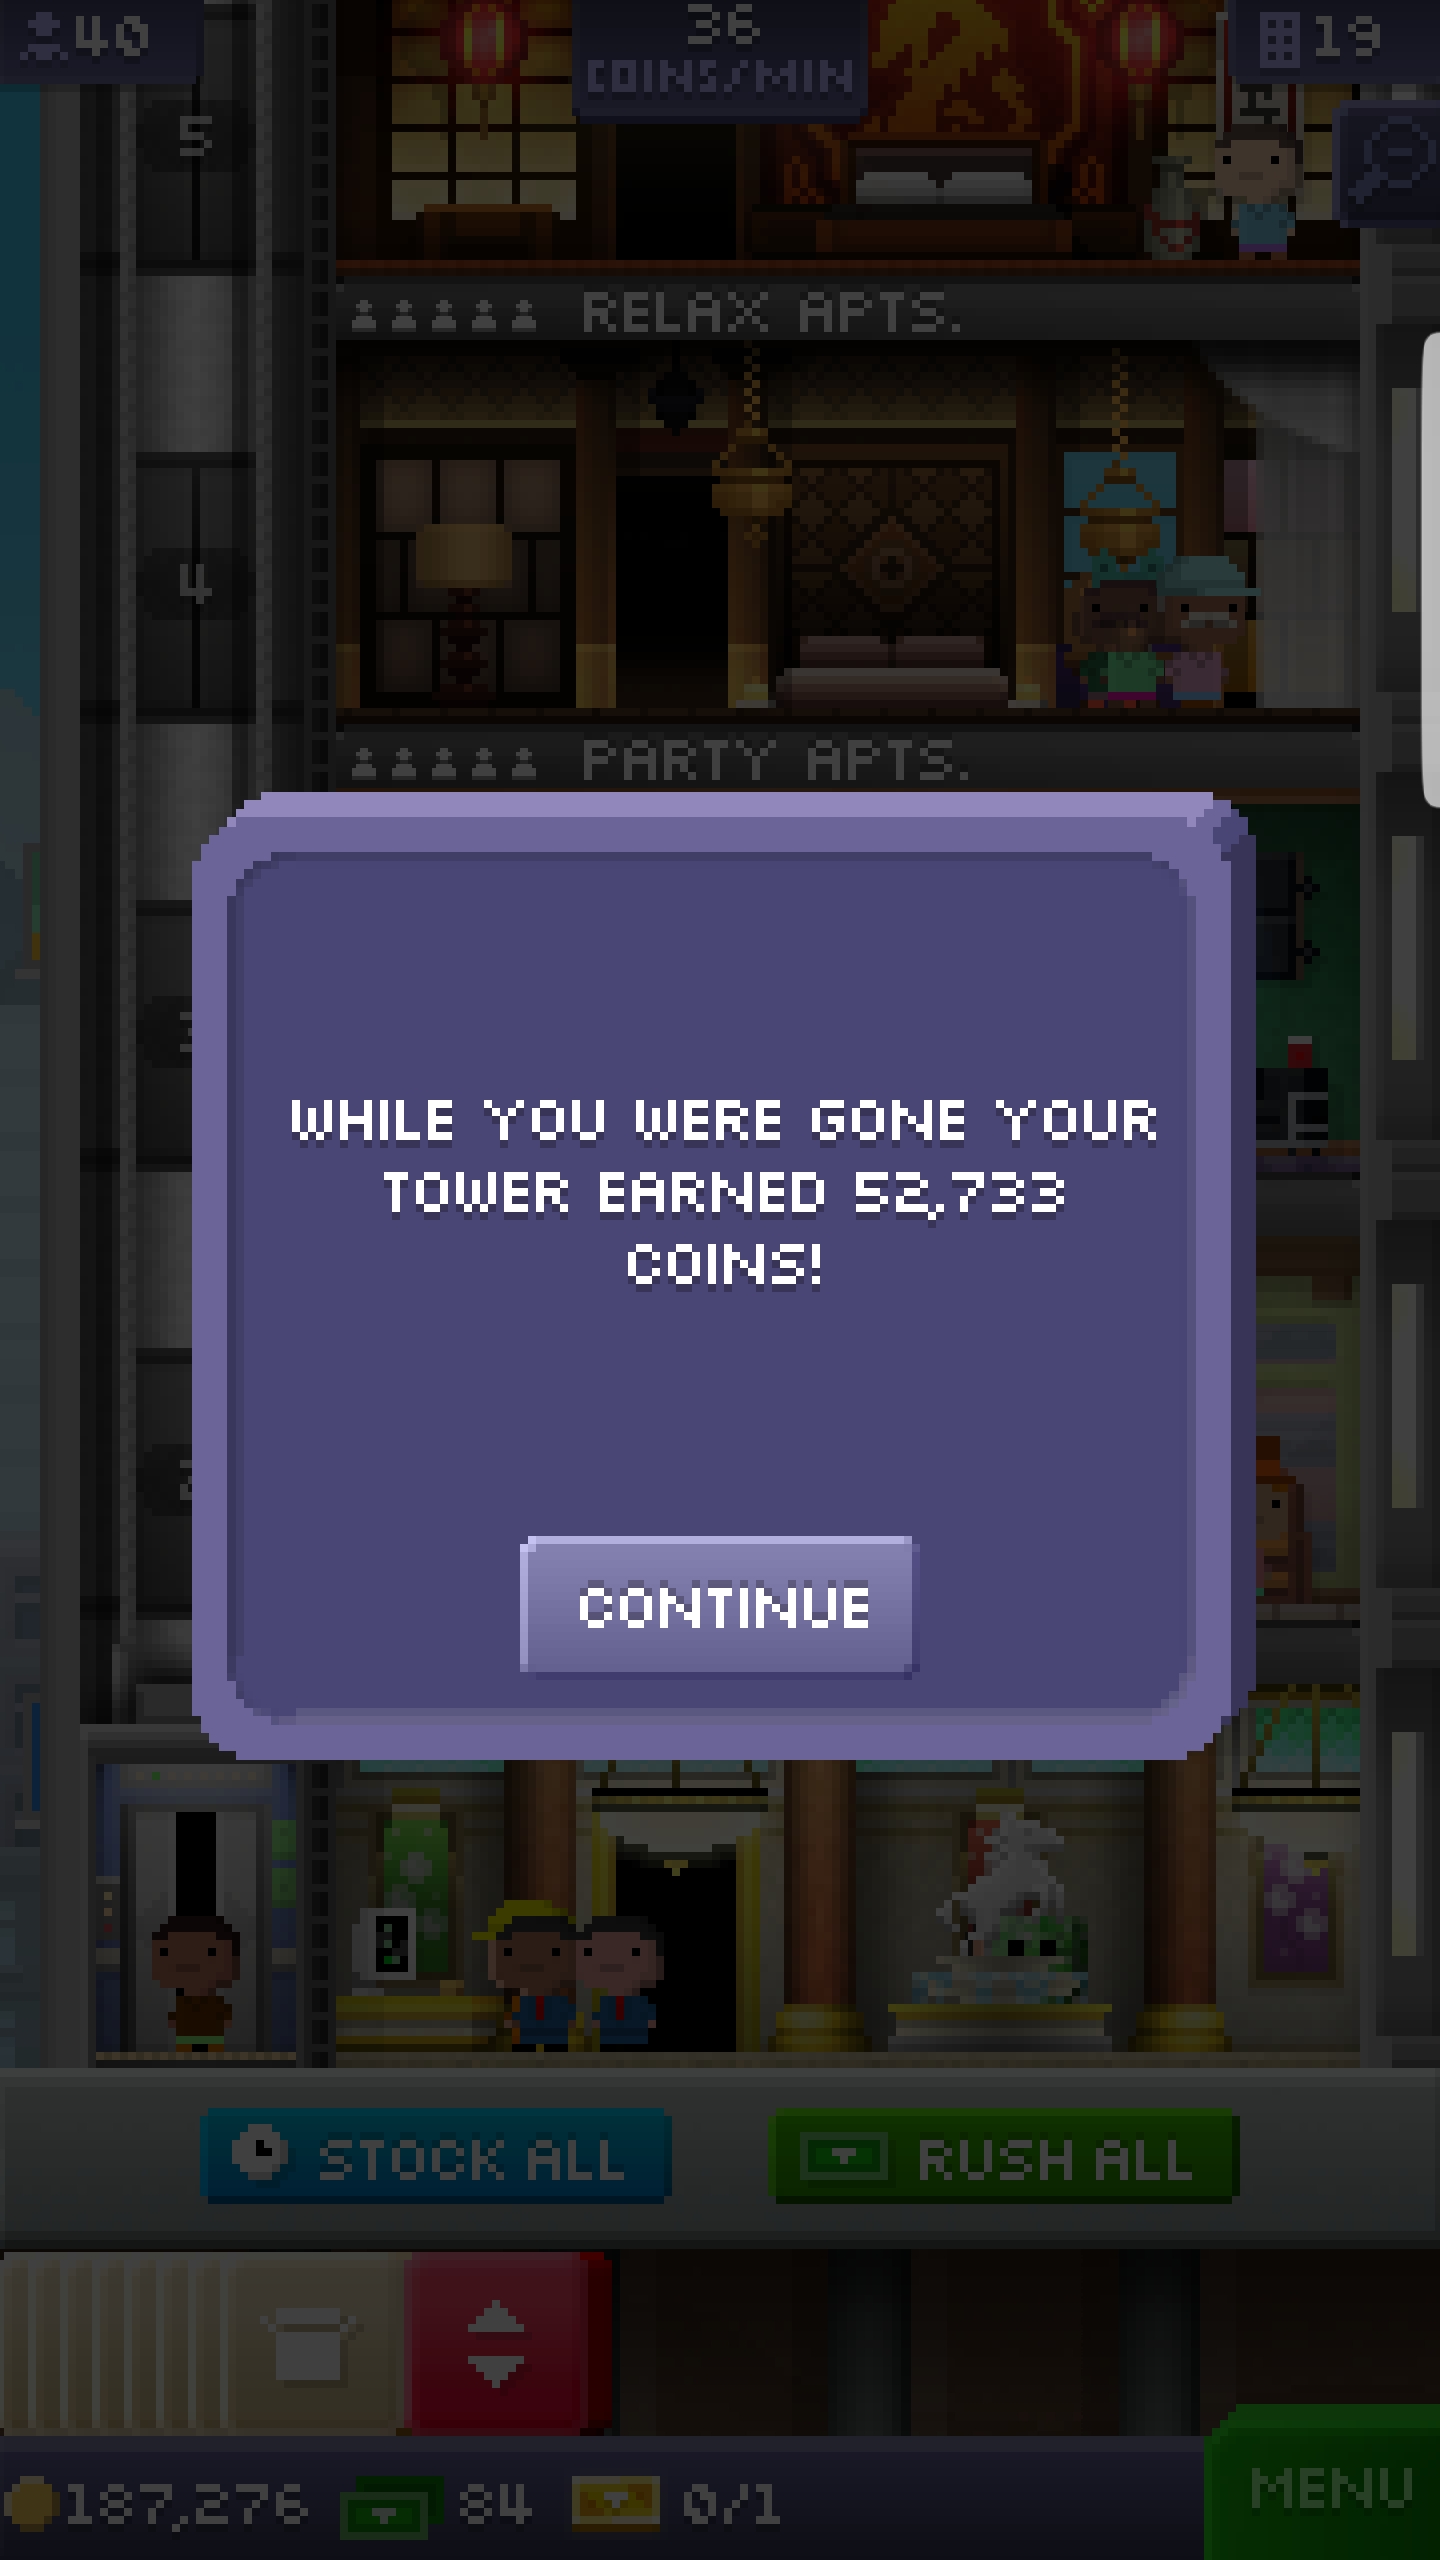 40
36
COINS/MIN
19
5
RELAX APTS.
4
PARTY APTS.
WHILE YOU WERE GONE YOUR
TOWER EARNED 52,733
COINS!
CONTINUE
STOCK ALL
RUSH ALL
187,276
84
0/1
MENU